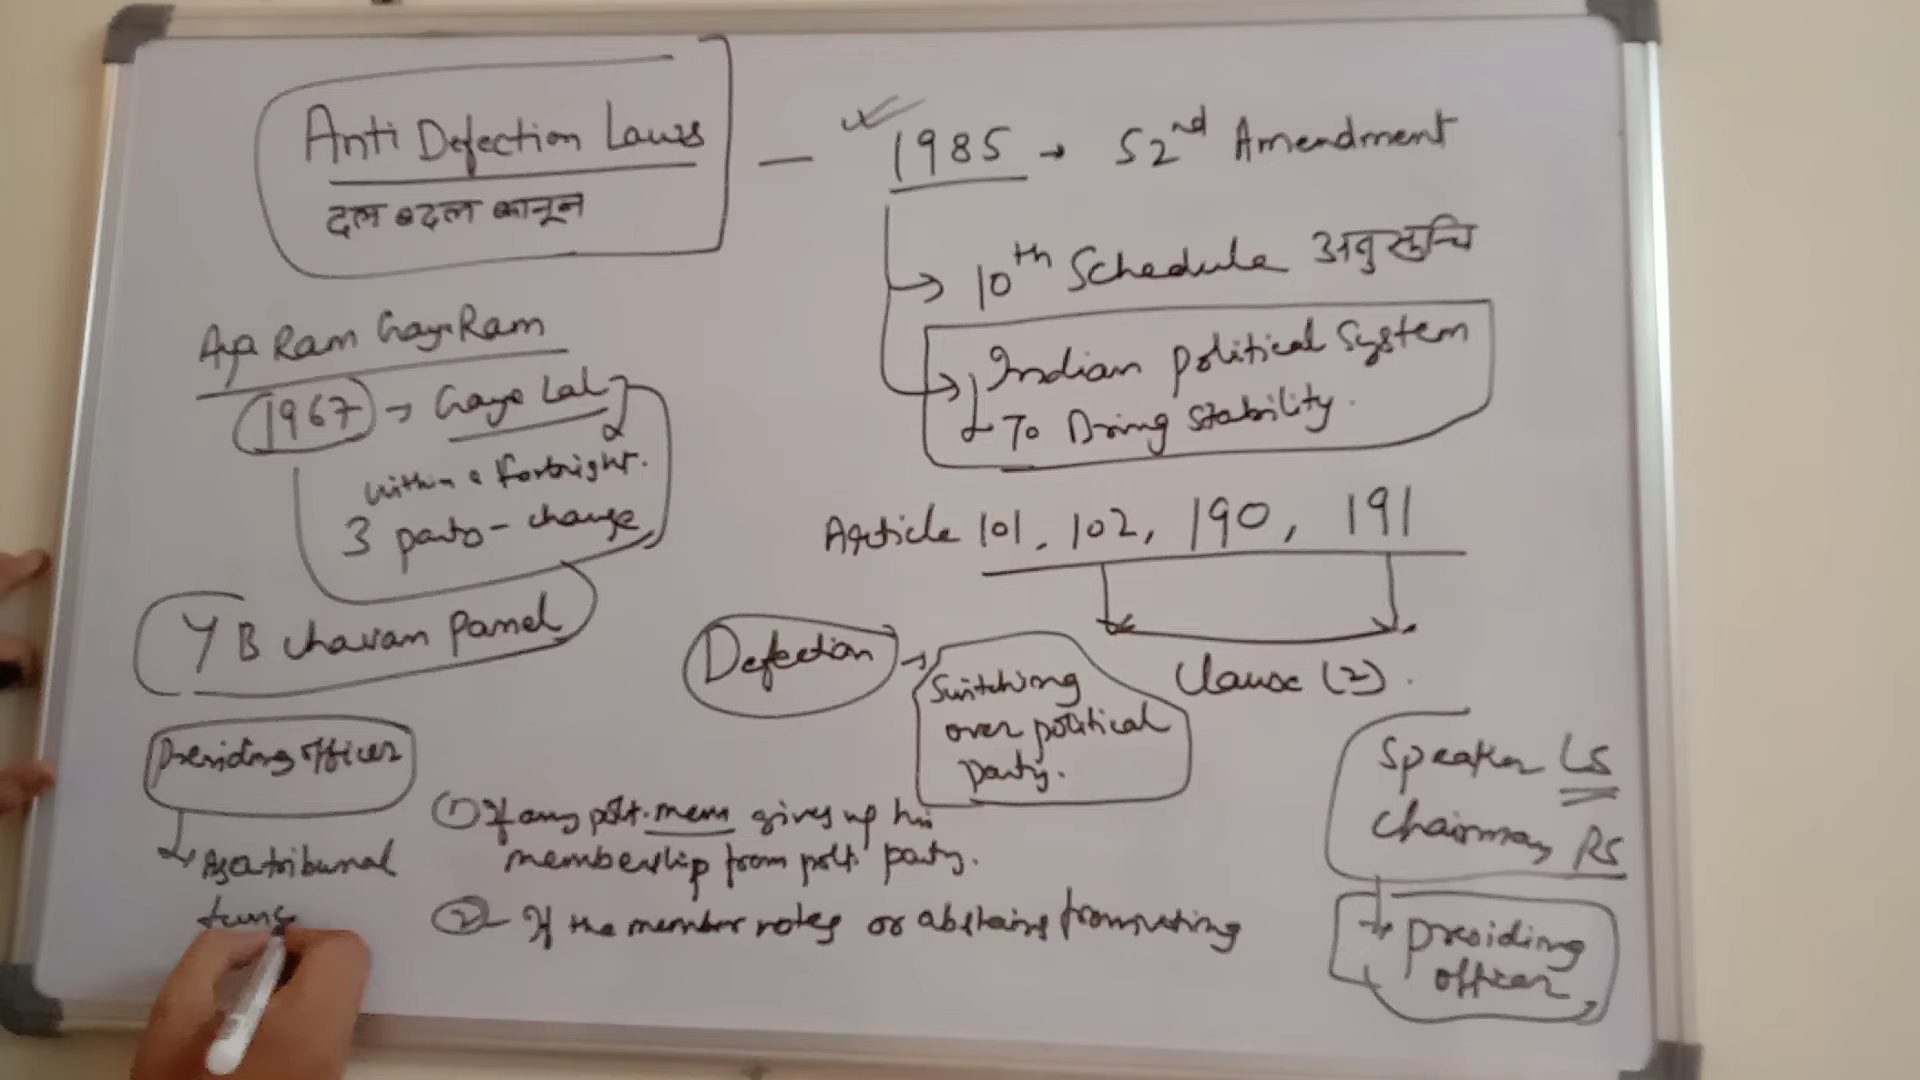 Anti Defection Laws
दल बदल कानून
1985 → 52nd Amendment
10th Schedule अनुसूचि
Indian Political System
To Bring Stability.
Aya Ram Gaya Ram
1967 → Gaya Lal
within a Fortnight.
3 party - change
Y B Chavan Panel
Article 101, 102, 190, 191
Clause (2).
Defection →
Switching
over political
party.
Presiding officer
As a tribunal
func
① If any polt. mem gives up his
membership from polt party.
② If the member votes or abstains from voting
Speaker LS
Chairman RS
Presiding
officer